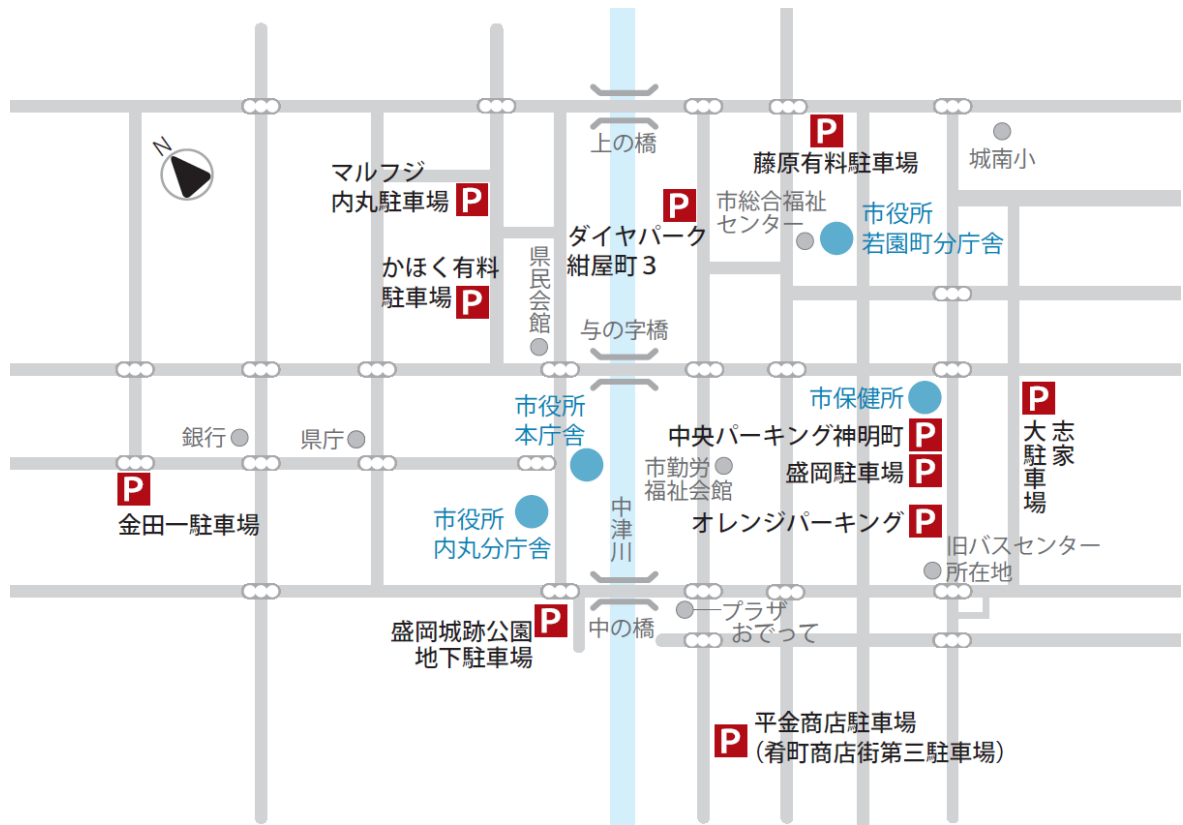 上の橋
P
藤原有料駐車場
城南小
N
マルフジ
内丸駐車場 P
P
ダイヤパーク
紺屋町3
市総合福祉
センター
市役所
若園町分庁舎
かほく有料
駐車場 P
県民会館
与の字橋
市役所
本庁舎
市保健所
P
志家
大駐車場
銀行
県庁
中央パーキング神明町 P
盛岡駐車場 P
市勤労
福祉会館
P
金田一駐車場
市役所
内丸分庁舎
中津川
オレンジパーキング P
旧バスセンター
所在地
盛岡城跡公園 P
地下駐車場
中の橋
プラザ
おでって
P 平金商店駐車場
(肴町商店街第三駐車場)